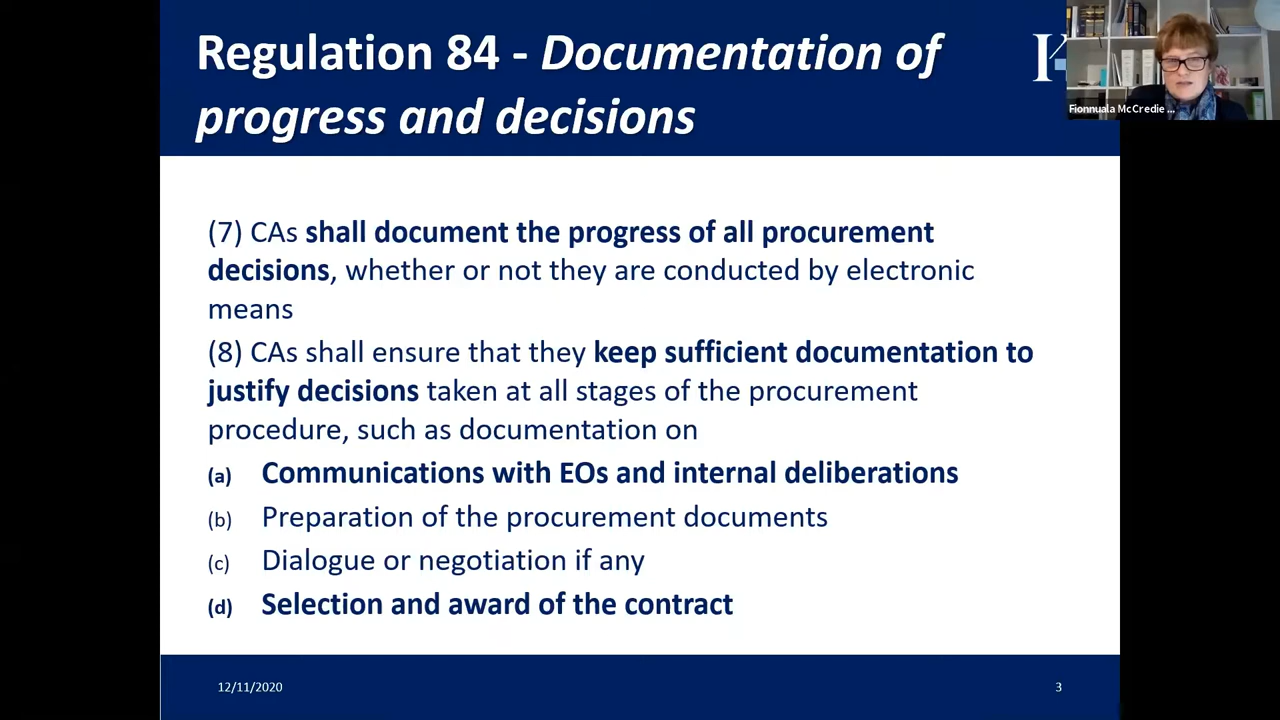 Regulation 84 - Documentation of
progress and decisions
Fionnuala McCredie ...
(7) CAs shall document the progress of all procurement
decisions, whether or not they are conducted by electronic
means
(8) CAs shall ensure that they keep sufficient documentation to
justify decisions taken at all stages of the procurement
procedure, such as documentation on
(a) Communications with EOs and internal deliberations
(b) Preparation of the procurement documents
(c) Dialogue or negotiation if any
(d) Selection and award of the contract
12/11/2020
3